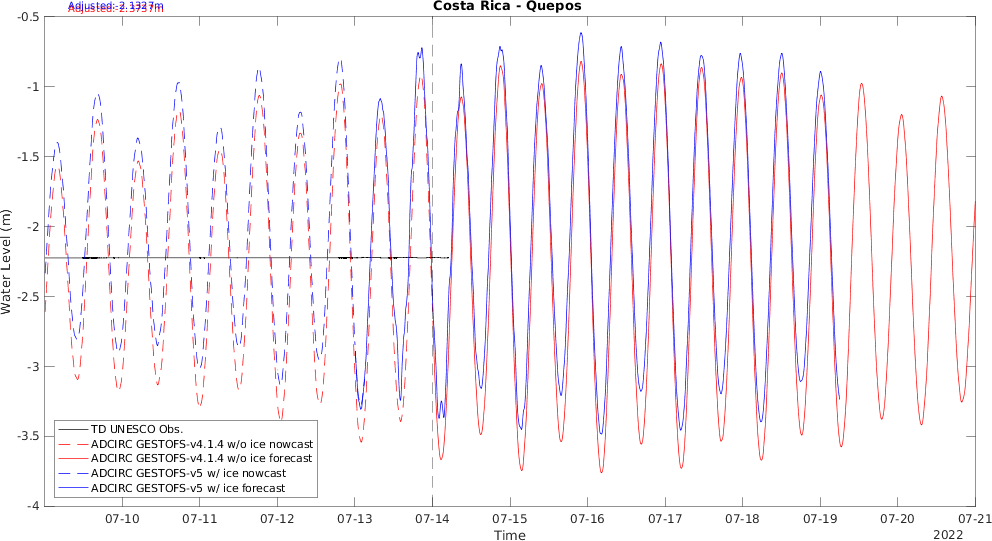 Adjusted:-2.1327m
Costa Rica - Quepos
-0.5
-1
-1.5
-2
-2.5
-3
-3.5
-4
Water Level (m)
TD UNESCO Obs.
ADCIRC GESTOFS-v4.1.4 w/o ice nowcast
ADCIRC GESTOFS-v4.1.4 w/o ice forecast
ADCIRC GESTOFS-v5 w/ ice nowcast
ADCIRC GESTOFS-v5 w/ ice forecast
07-10 07-11 07-12 07-13 07-14 07-15 07-16 07-17 07-18 07-19 07-20 07-21
Time
2022